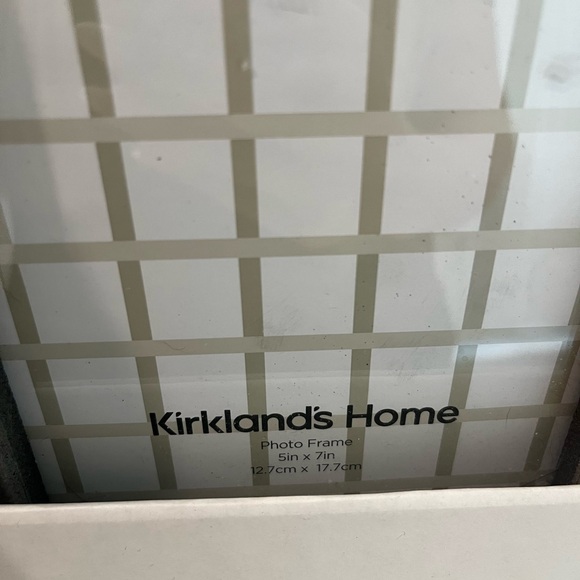 Kirkland's Home
Photo Frame
5in x 7in
12.7cm x 17.7cm